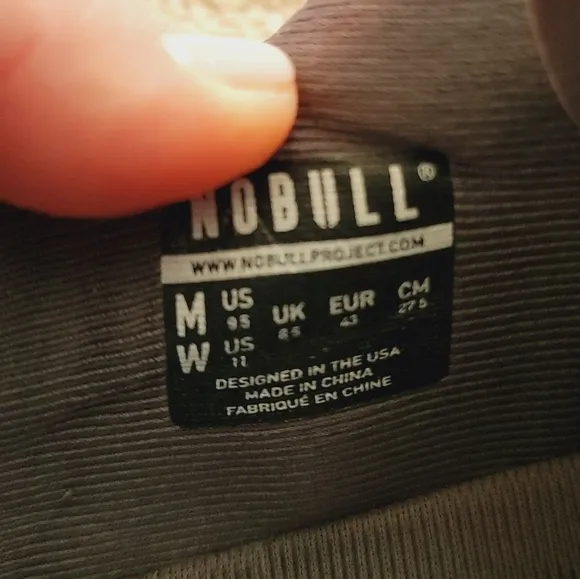 NOBULL®
WWW.NOBULLPROJECT.COM
M US 9.5 UK 8.5 EUR 43 CM 27.5
W US 11
DESIGNED IN THE USA
MADE IN CHINA
FABRIQUÉ EN CHINE